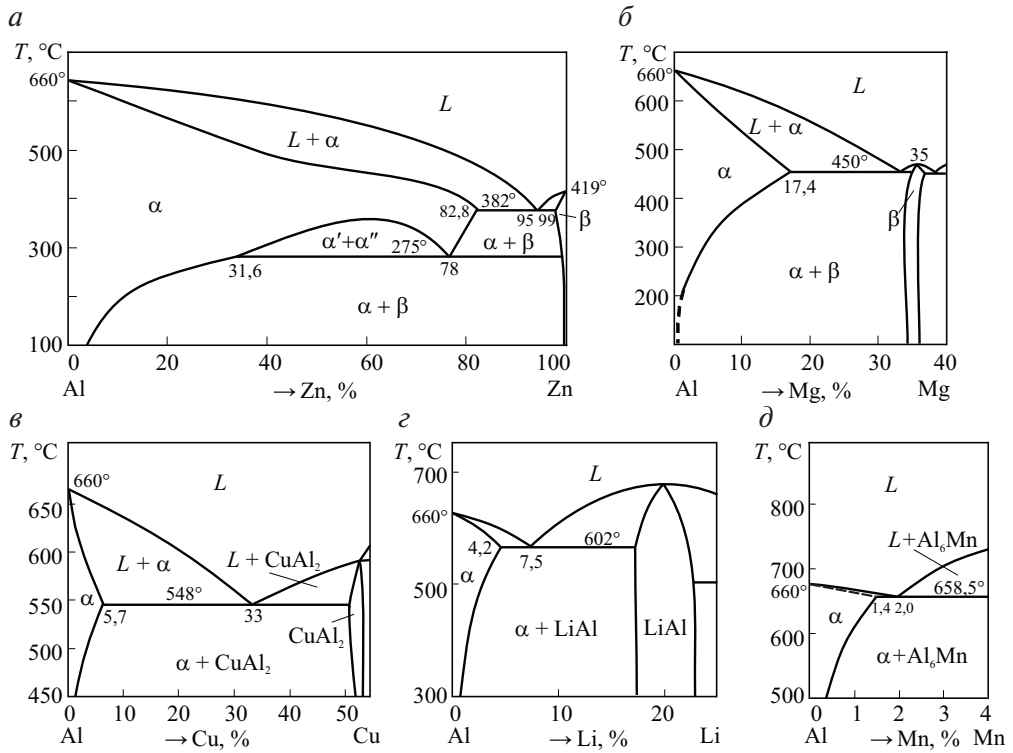 а
T, °C
660°
500
300
100
L
L + α
α
82,8
382°
419°
95
99
β
α′+α″
275°
α + β
31,6
78
α + β
0
20
40
60
80
100
Al
→ Zn, %
Zn
б
T, °C
660°
600
500
400
300
200
L
L + α
α
450°
35
17,4
β
α + β
0
10
20
30
40
Al
→ Mg, %
Mg
в
T, °C
660°
650
600
550
500
450
L
L + α
L + CuAl₂
α
548°
5,7
33
CuAl₂
α + CuAl₂
0
10
20
30
40
50
Al
→ Cu, %
Cu
г
T, °C
700
660°
500
300
L
4,2
602°
7,5
α
α + LiAl
LiAl
0
10
20
Al
→ Li, %
Li
д
T, °C
800
700
660°
600
500
L
L+Al₆Mn
658,5°
1,4
2,0
α
α+Al₆Mn
0
1
2
3
4
Al
→ Mn, %
Mn